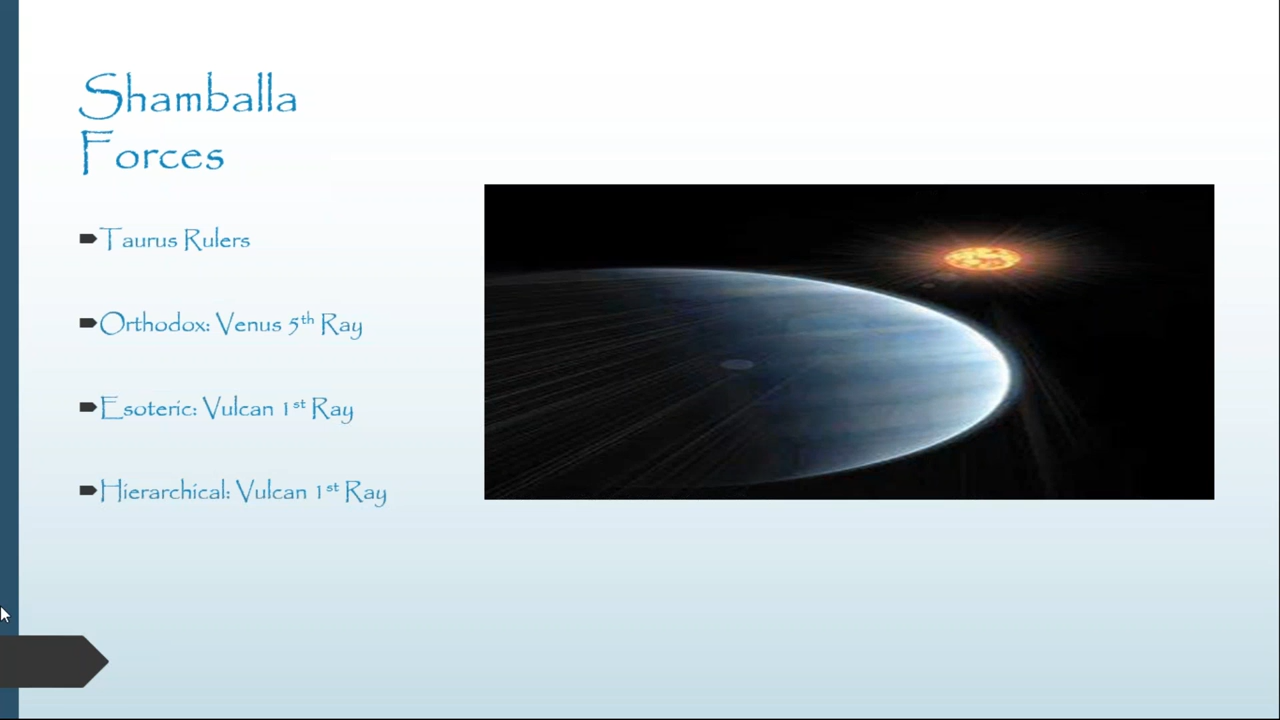 Shamballa
Forces
Taurus Rulers
Orthodox: Venus 5th Ray
Esoteric: Vulcan 1st Ray
Hierarchical: Vulcan 1st Ray